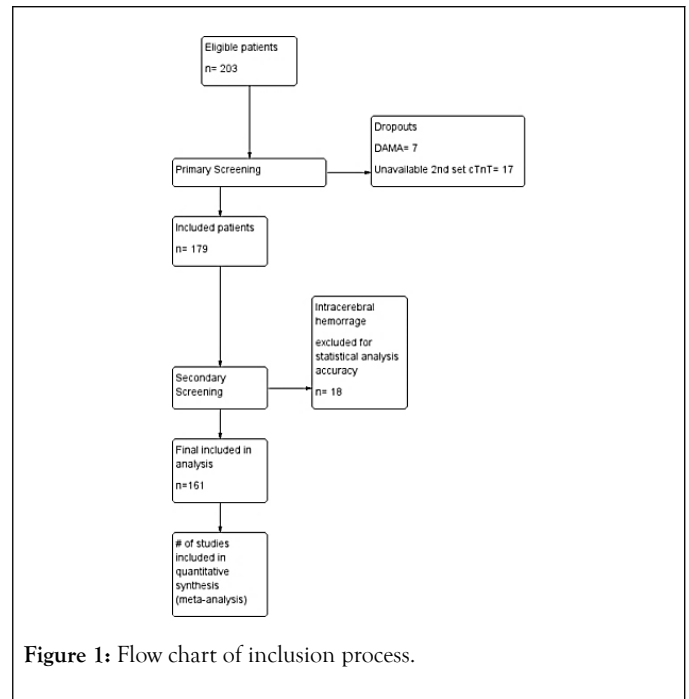 Eligible patients
n= 203
Dropouts
DAMA= 7
Unavailable 2nd set cTnT= 17
Primary Screening
Included patients
n= 179
Intracerebral
hemorrage
excluded for
statistical analysis
accuracy
n= 18
Secondary
Screening
Final included in
analysis
n=161
# of studies
included in
quantitative
synthesis
(meta-analysis)
Figure 1: Flow chart of inclusion process.